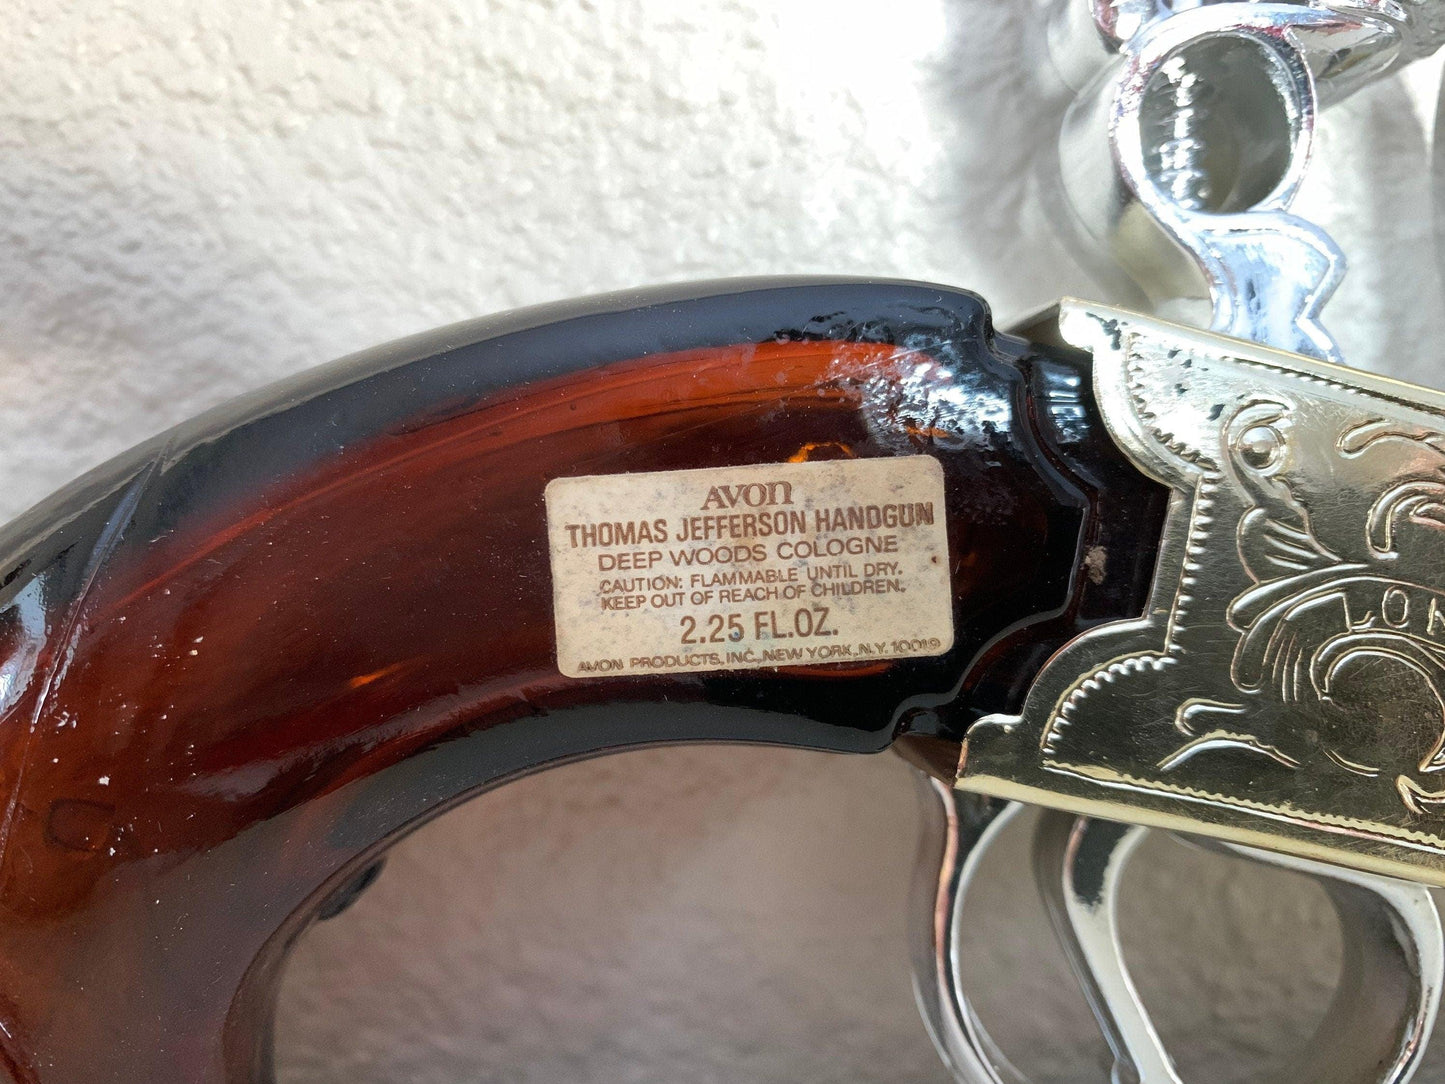 AVON
THOMAS JEFFERSON HANDGUN
DEEP WOODS COLOGNE
CAUTION: FLAMMABLE UNTIL DRY.
KEEP OUT OF REACH OF CHILDREN.
2.25 FL.OZ.
AVON PRODUCTS, INC., NEW YORK, N.Y. 10019
LON